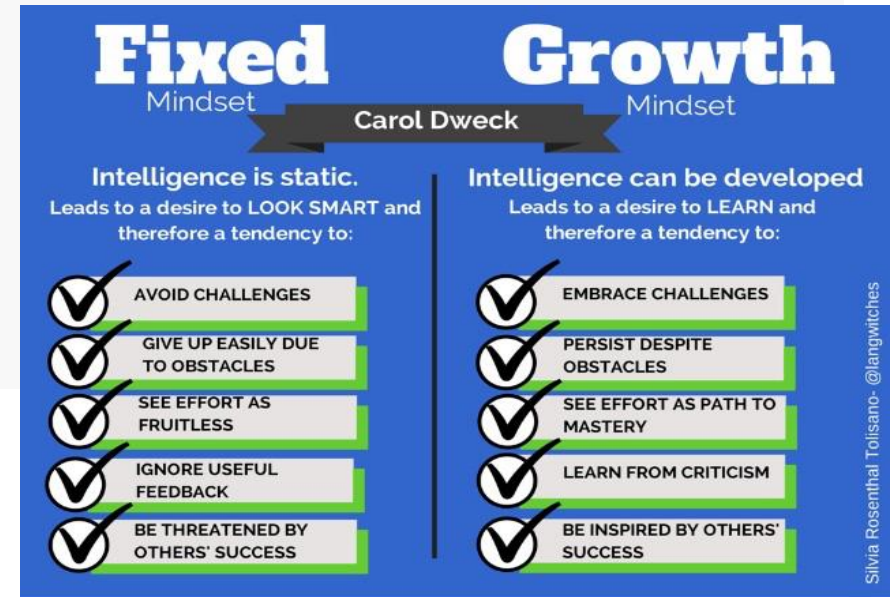 Fixed
Mindset
Growth
Mindset
Carol Dweck
Intelligence is static.
Leads to a desire to LOOK SMART and
therefore a tendency to:
AVOID CHALLENGES
GIVE UP EASILY DUE
TO OBSTACLES
SEE EFFORT AS
FRUITLESS
IGNORE USEFUL
FEEDBACK
BE THREATENED BY
OTHERS' SUCCESS
Intelligence can be developed
Leads to a desire to LEARN and
therefore a tendency to:
EMBRACE CHALLENGES
PERSIST DESPITE
OBSTACLES
SEE EFFORT AS PATH TO
MASTERY
LEARN FROM CRITICISM
BE INSPIRED BY OTHERS'
SUCCESS
Silvia Rosenthal Tolisano- @langwitches